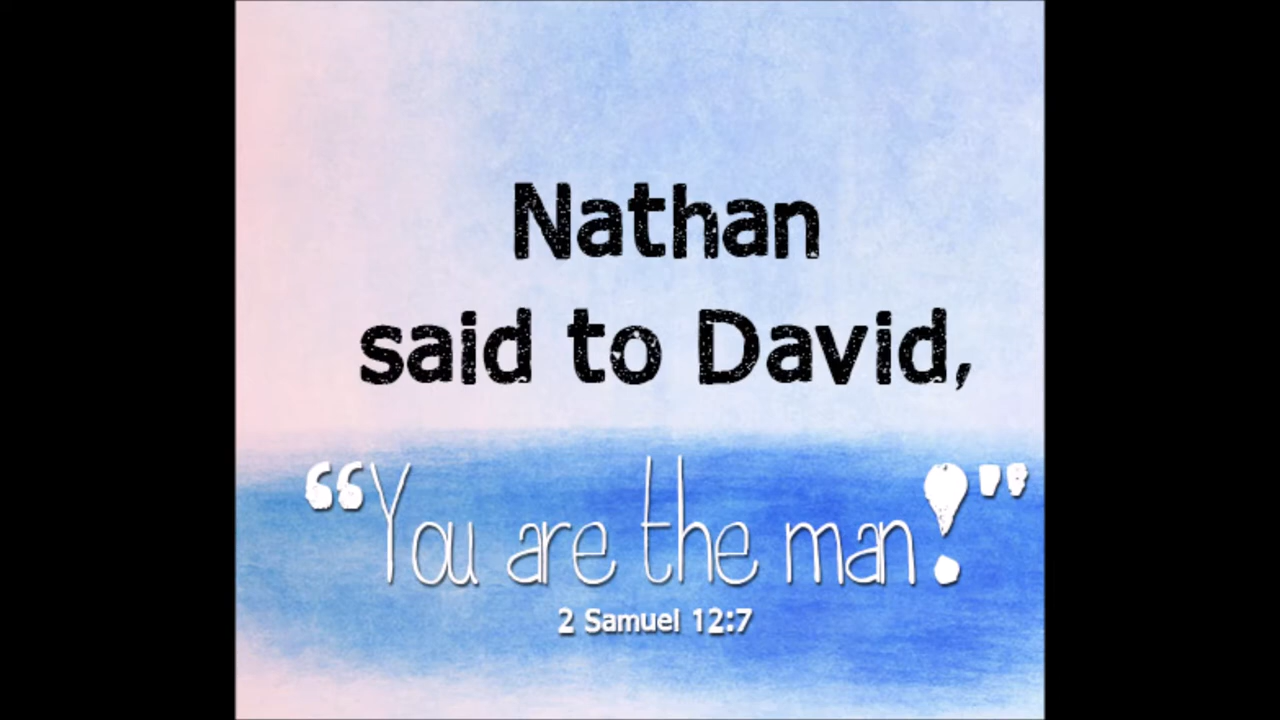 Nathan
said to David,
“You are the man!"
2 Samuel 12:7